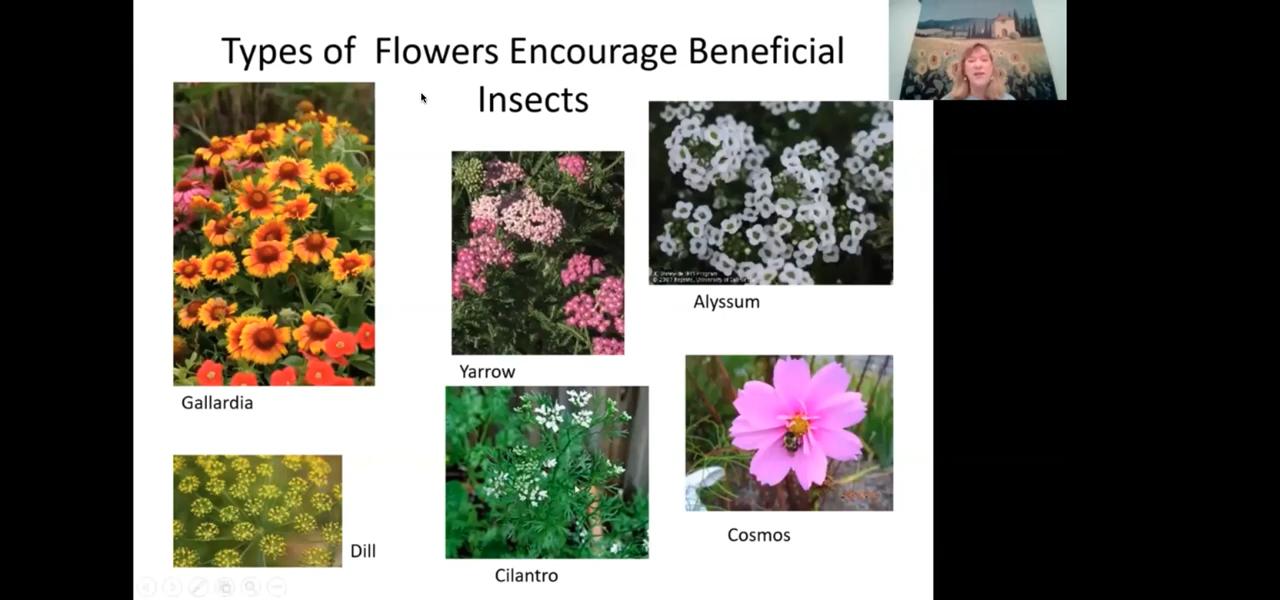 Types of Flowers Encourage Beneficial
Insects
Alyssum
Yarrow
Gallardia
Cosmos
Dill
Cilantro